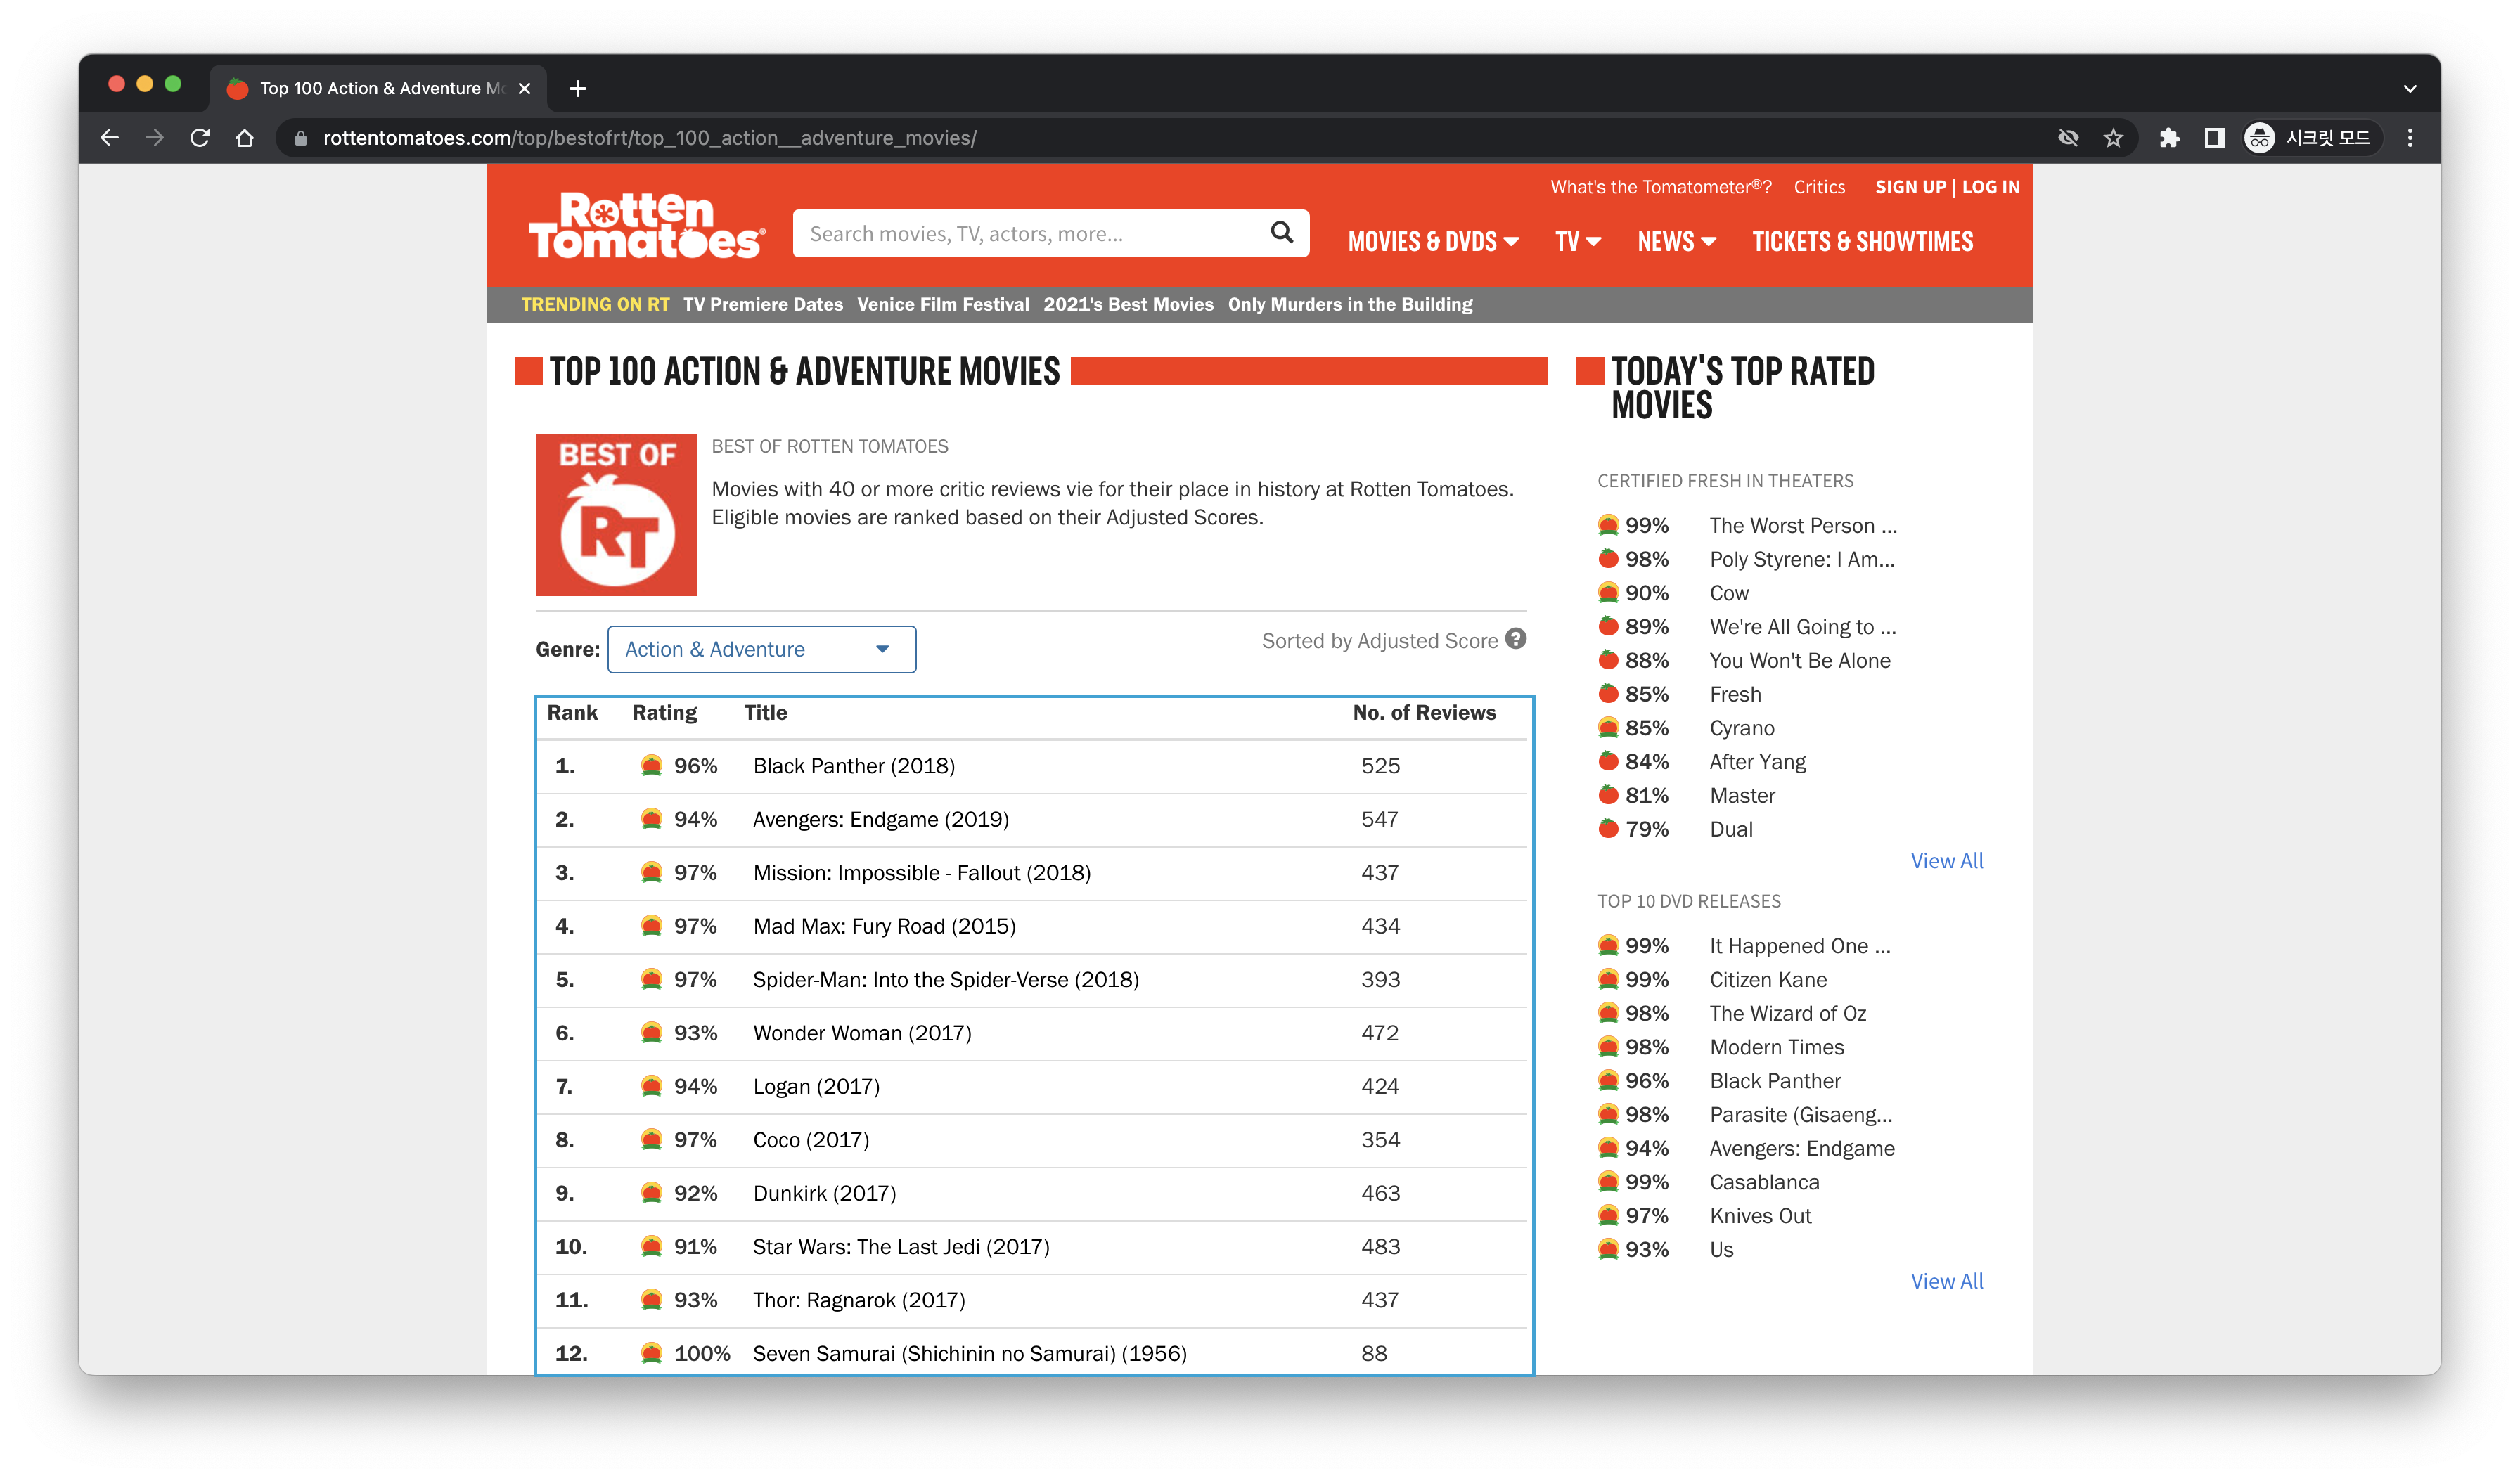 Top 100 Action & Adventure Mo
rottentomatoes.com/top/bestofrt/top_100_action__adventure_movies/
시크릿 모드
What's the Tomatometer®? Critics SIGN UP | LOG IN
Rotten
Tomatoes®
Search movies, TV, actors, more...
MOVIES & DVDS TV NEWS TICKETS & SHOWTIMES
TRENDING ON RT TV Premiere Dates Venice Film Festival 2021's Best Movies Only Murders in the Building
TOP 100 ACTION & ADVENTURE MOVIES
BEST OF
RT
BEST OF ROTTEN TOMATOES
Movies with 40 or more critic reviews vie for their place in history at Rotten Tomatoes.
Eligible movies are ranked based on their Adjusted Scores.
Genre: Action & Adventure
Sorted by Adjusted Score ?
Rank Rating Title No. of Reviews
1. 96% Black Panther (2018) 525
2. 94% Avengers: Endgame (2019) 547
3. 97% Mission: Impossible - Fallout (2018) 437
4. 97% Mad Max: Fury Road (2015) 434
5. 97% Spider-Man: Into the Spider-Verse (2018) 393
6. 93% Wonder Woman (2017) 472
7. 94% Logan (2017) 424
8. 97% Coco (2017) 354
9. 92% Dunkirk (2017) 463
10. 91% Star Wars: The Last Jedi (2017) 483
11. 93% Thor: Ragnarok (2017) 437
12. 100% Seven Samurai (Shichinin no Samurai) (1956) 88
TODAY'S TOP RATED
MOVIES
CERTIFIED FRESH IN THEATERS
99% The Worst Person ...
98% Poly Styrene: I Am...
90% Cow
89% We're All Going to ...
88% You Won't Be Alone
85% Fresh
85% Cyrano
84% After Yang
81% Master
79% Dual
View All
TOP 10 DVD RELEASES
99% It Happened One ...
99% Citizen Kane
98% The Wizard of Oz
98% Modern Times
96% Black Panther
98% Parasite (Gisaeng...
94% Avengers: Endgame
99% Casablanca
97% Knives Out
93% Us
View All